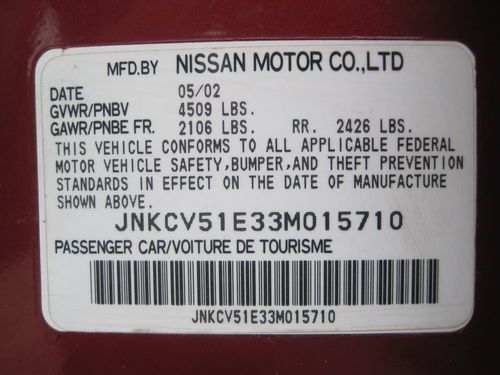 MFD.BY NISSAN MOTOR CO.,LTD
DATE 05/02
GVWR/PNBV 4509 LBS.
GAWR/PNBE FR. 2106 LBS. RR. 2426 LBS.
THIS VEHICLE CONFORMS TO ALL APPLICABLE FEDERAL
MOTOR VEHICLE SAFETY,BUMPER,AND THEFT PREVENTION
STANDARDS IN EFFECT ON THE DATE OF MANUFACTURE
SHOWN ABOVE.
JNKCV51E33M015710
PASSENGER CAR/VOITURE DE TOURISME
JNKCV51E33M015710